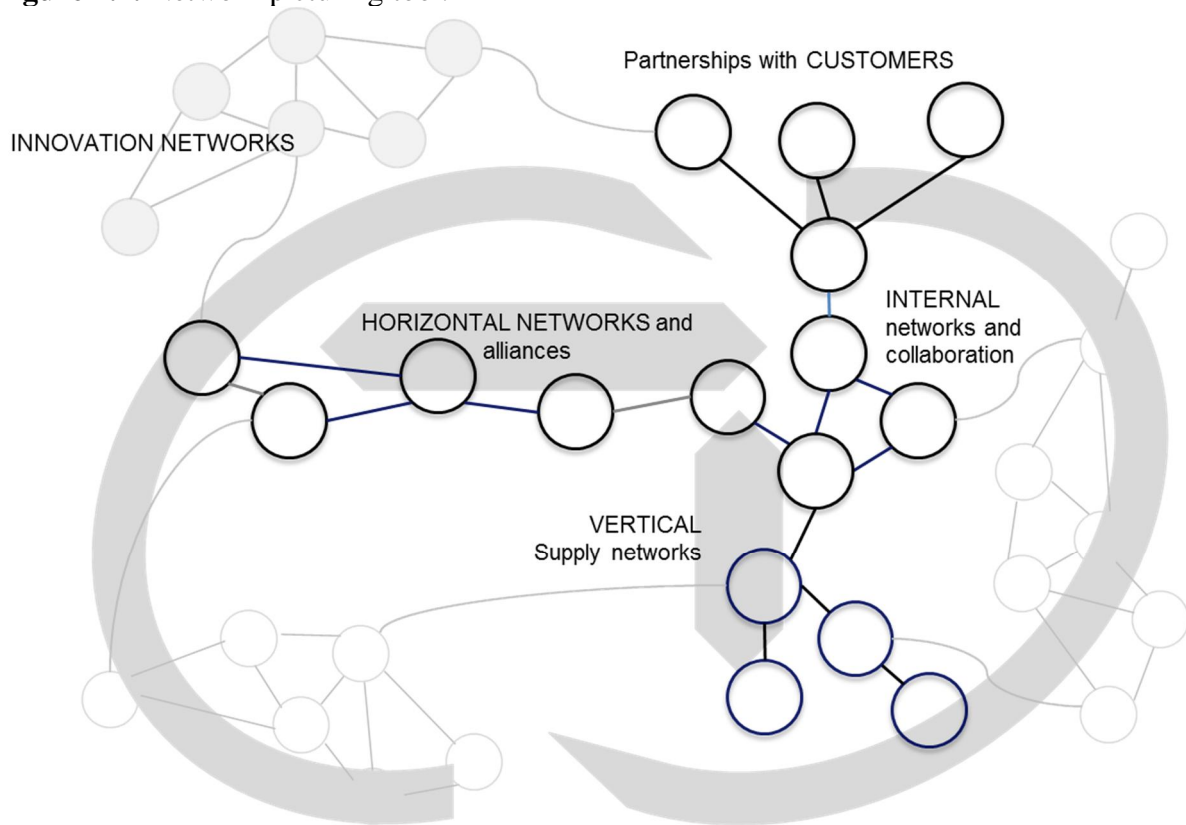 Partnerships with CUSTOMERS
INNOVATION NETWORKS
INTERNAL
networks and
collaboration
HORIZONTAL NETWORKS and
alliances
VERTICAL
Supply networks